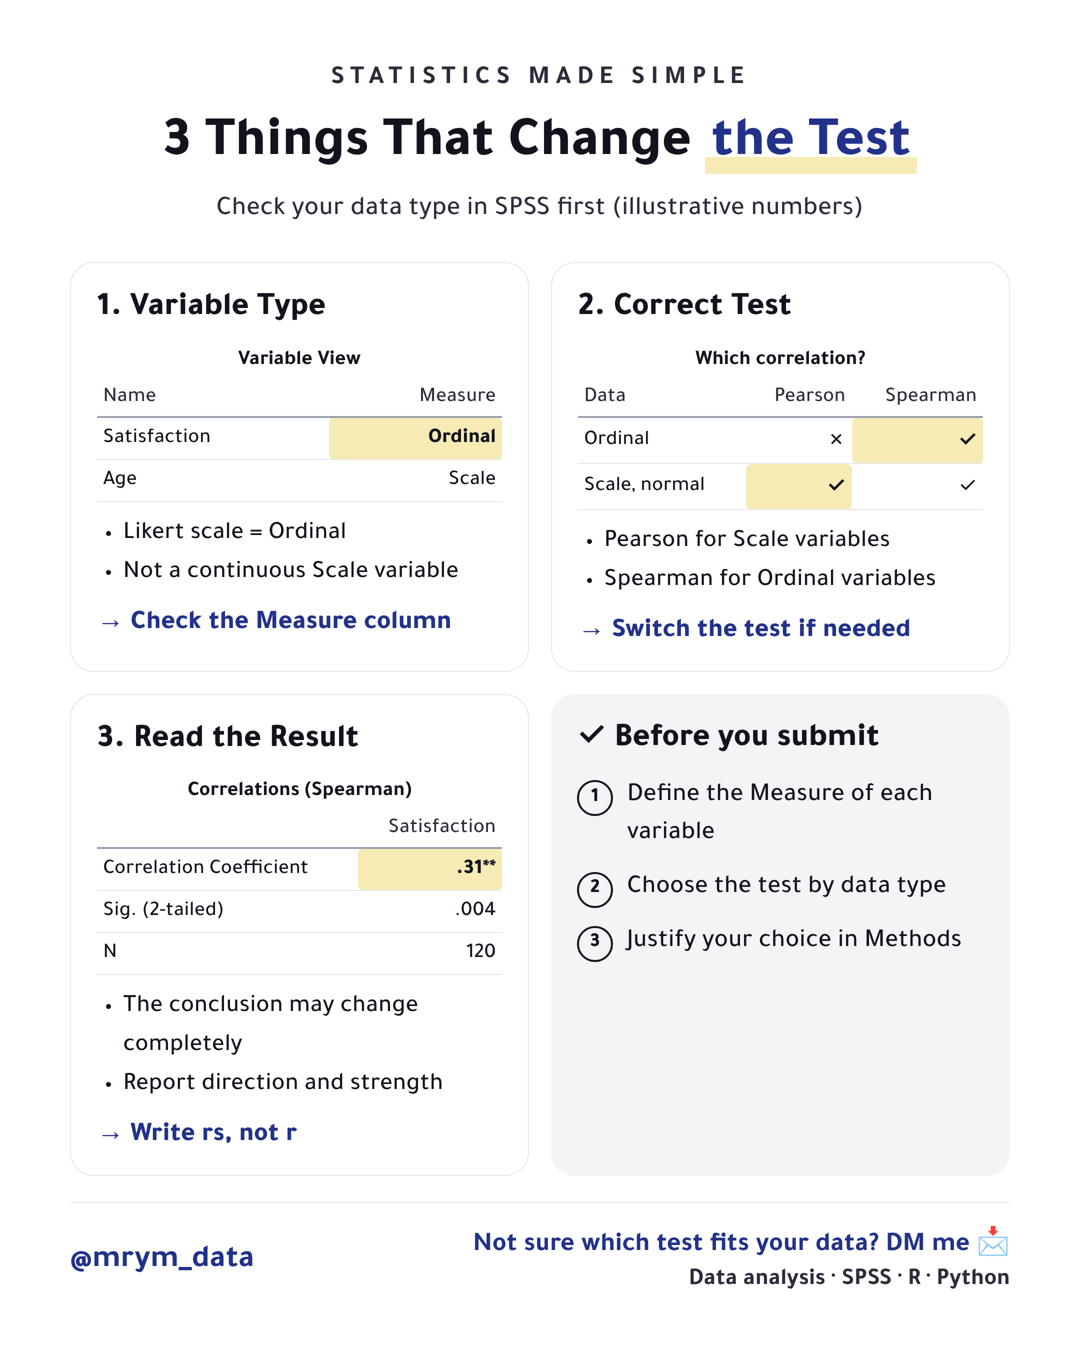 STATISTICS MADE SIMPLE
3 Things That Change the Test
Check your data type in SPSS first (illustrative numbers)
1. Variable Type
Variable View
Name Measure
Satisfaction Ordinal
Age Scale
• Likert scale = Ordinal
• Not a continuous Scale variable
→ Check the Measure column
2. Correct Test
Which correlation?
Data Pearson Spearman
Ordinal × ✓
Scale, normal ✓ ✓
• Pearson for Scale variables
• Spearman for Ordinal variables
→ Switch the test if needed
3. Read the Result
Correlations (Spearman)
Satisfaction
Correlation Coefficient .31**
Sig. (2-tailed) .004
N 120
• The conclusion may change
completely
• Report direction and strength
→ Write rs, not r
✓ Before you submit
1 Define the Measure of each
variable
2 Choose the test by data type
3 Justify your choice in Methods
@mrym_data
Not sure which test fits your data? DM me 📩
Data analysis · SPSS · R · Python